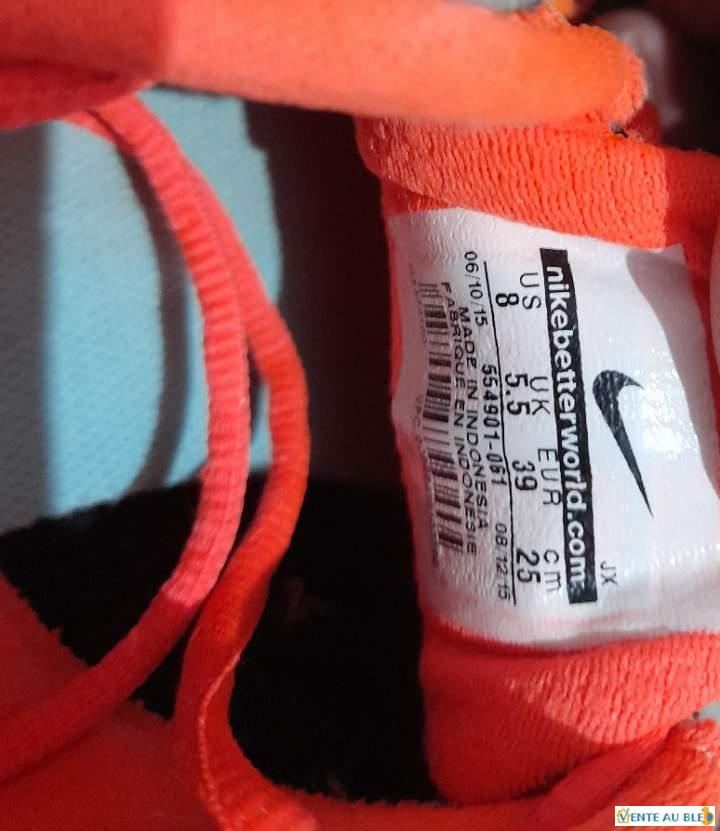 JX
nikebetterworld.com
US UK EUR cm
8 5.5 39 25
06/10/15 554901-061 08/12/15
MADE IN INDONESIA
FABRIQUE EN INDONESIE
VENTE AU BLED